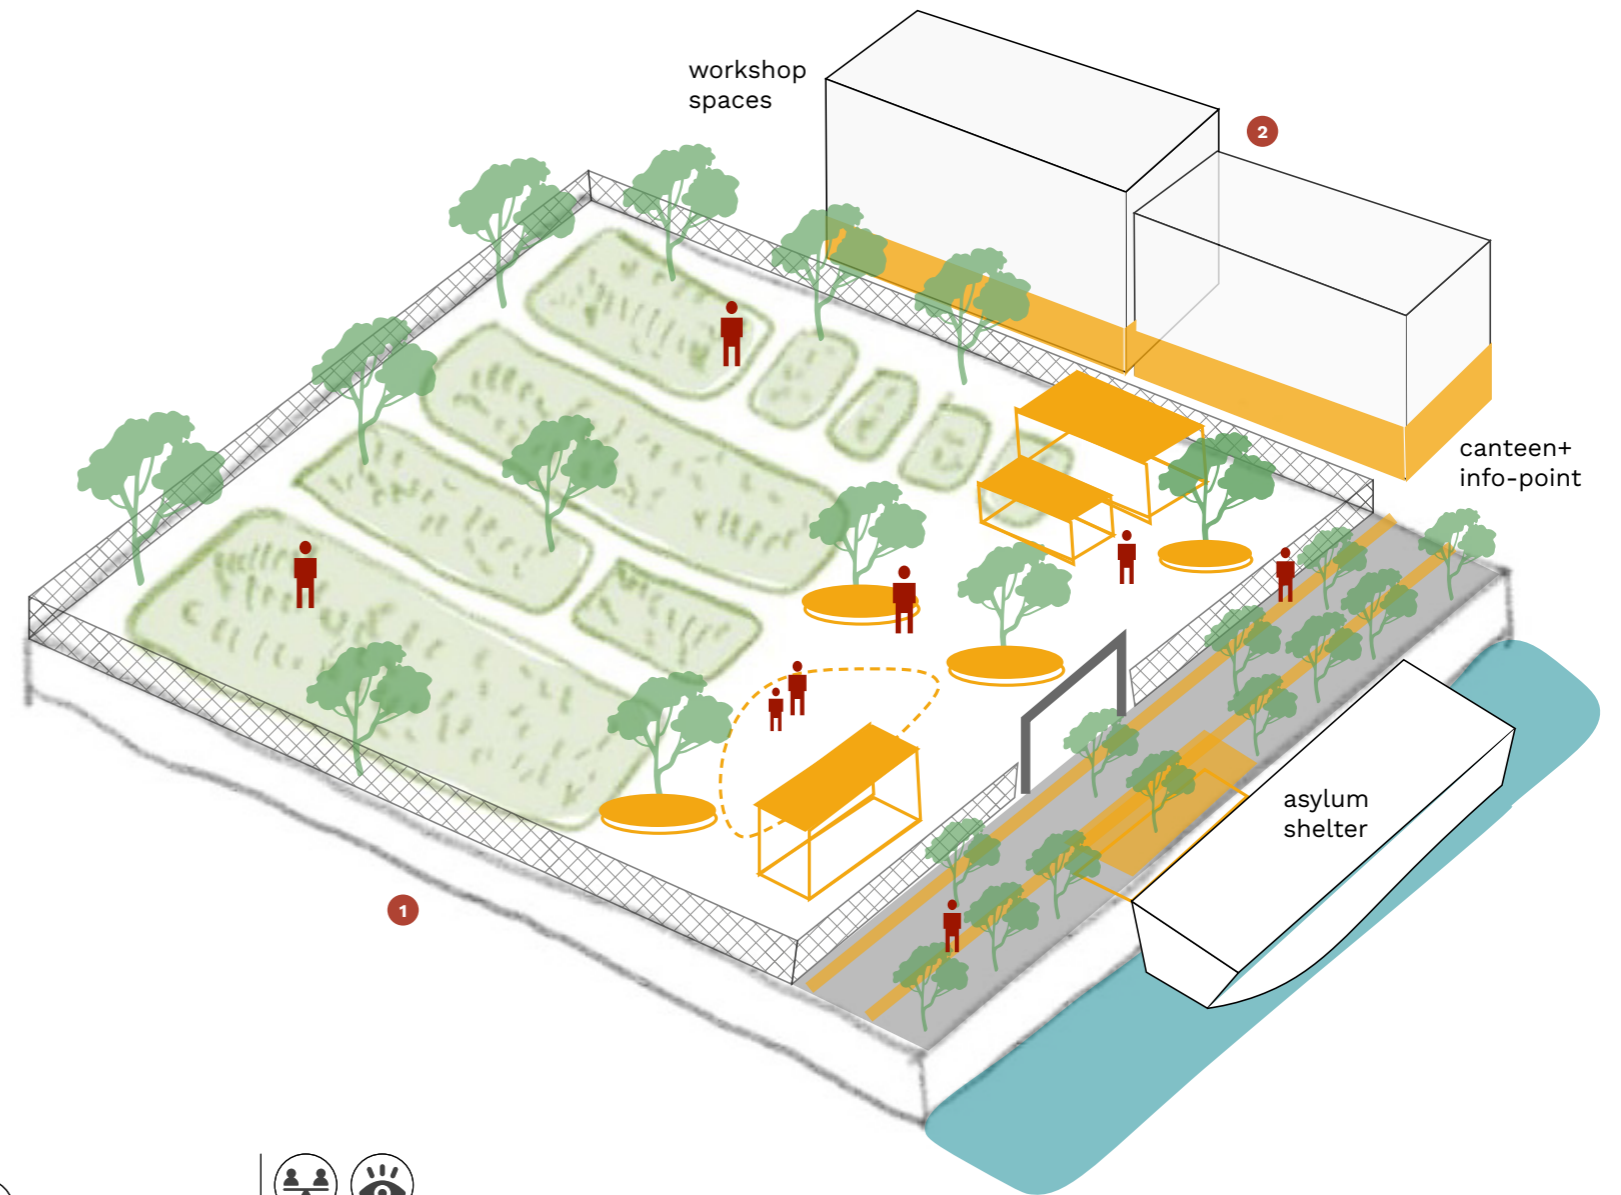 workshop
spaces
2
canteen+
info-point
asylum
shelter
1